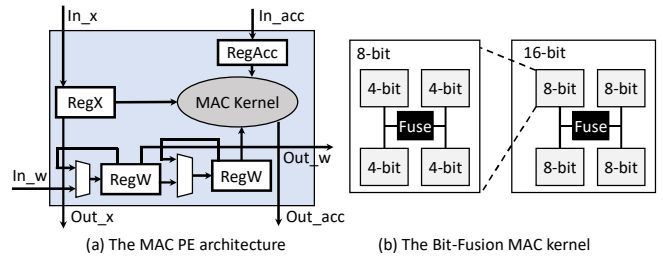 In_x
In_acc
RegAcc
RegX
MAC Kernel
RegW
RegW
In_w
Out_w
Out_x
Out_acc
(a) The MAC PE architecture
8-bit
4-bit
4-bit
Fuse
4-bit
4-bit
16-bit
8-bit
8-bit
Fuse
8-bit
8-bit
(b) The Bit-Fusion MAC kernel